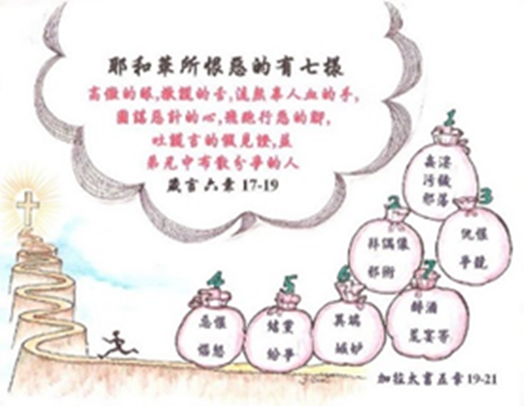 耶和華所恨惡的有七樣
高傲的眼,撒謊的舌,流無辜人血的手,
圖謀惡計的心,飛跑行惡的腳,
吐謊言的假見證,並
弟兄中布散分爭的人
箴言 六章 17-19
1
姦淫
污穢
邪蕩
2
拜偶像
邪術
3
仇恨
爭競
4
忌恨
惱怒
5
結黨
紛爭
6
異端
嫉妒
7
醉酒
荒宴等
加拉太書五章 19-21